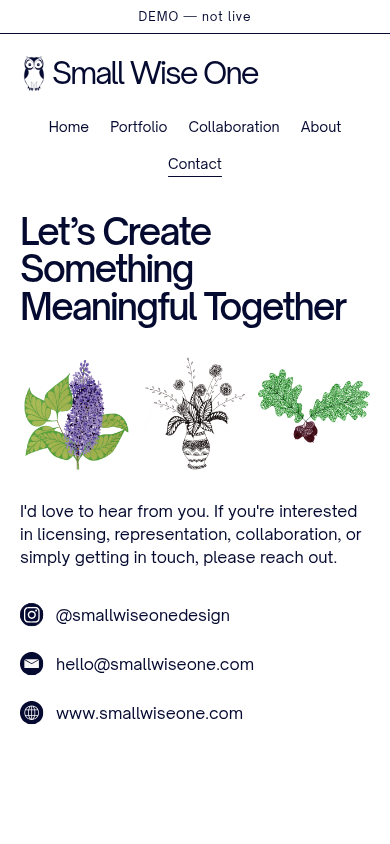 DEMO — not live
Small Wise One
Home Portfolio Collaboration About
Contact
Let’s Create
Something
Meaningful Together
I'd love to hear from you. If you're interested
in licensing, representation, collaboration, or
simply getting in touch, please reach out.
@smallwiseonedesign
hello@smallwiseone.com
www.smallwiseone.com